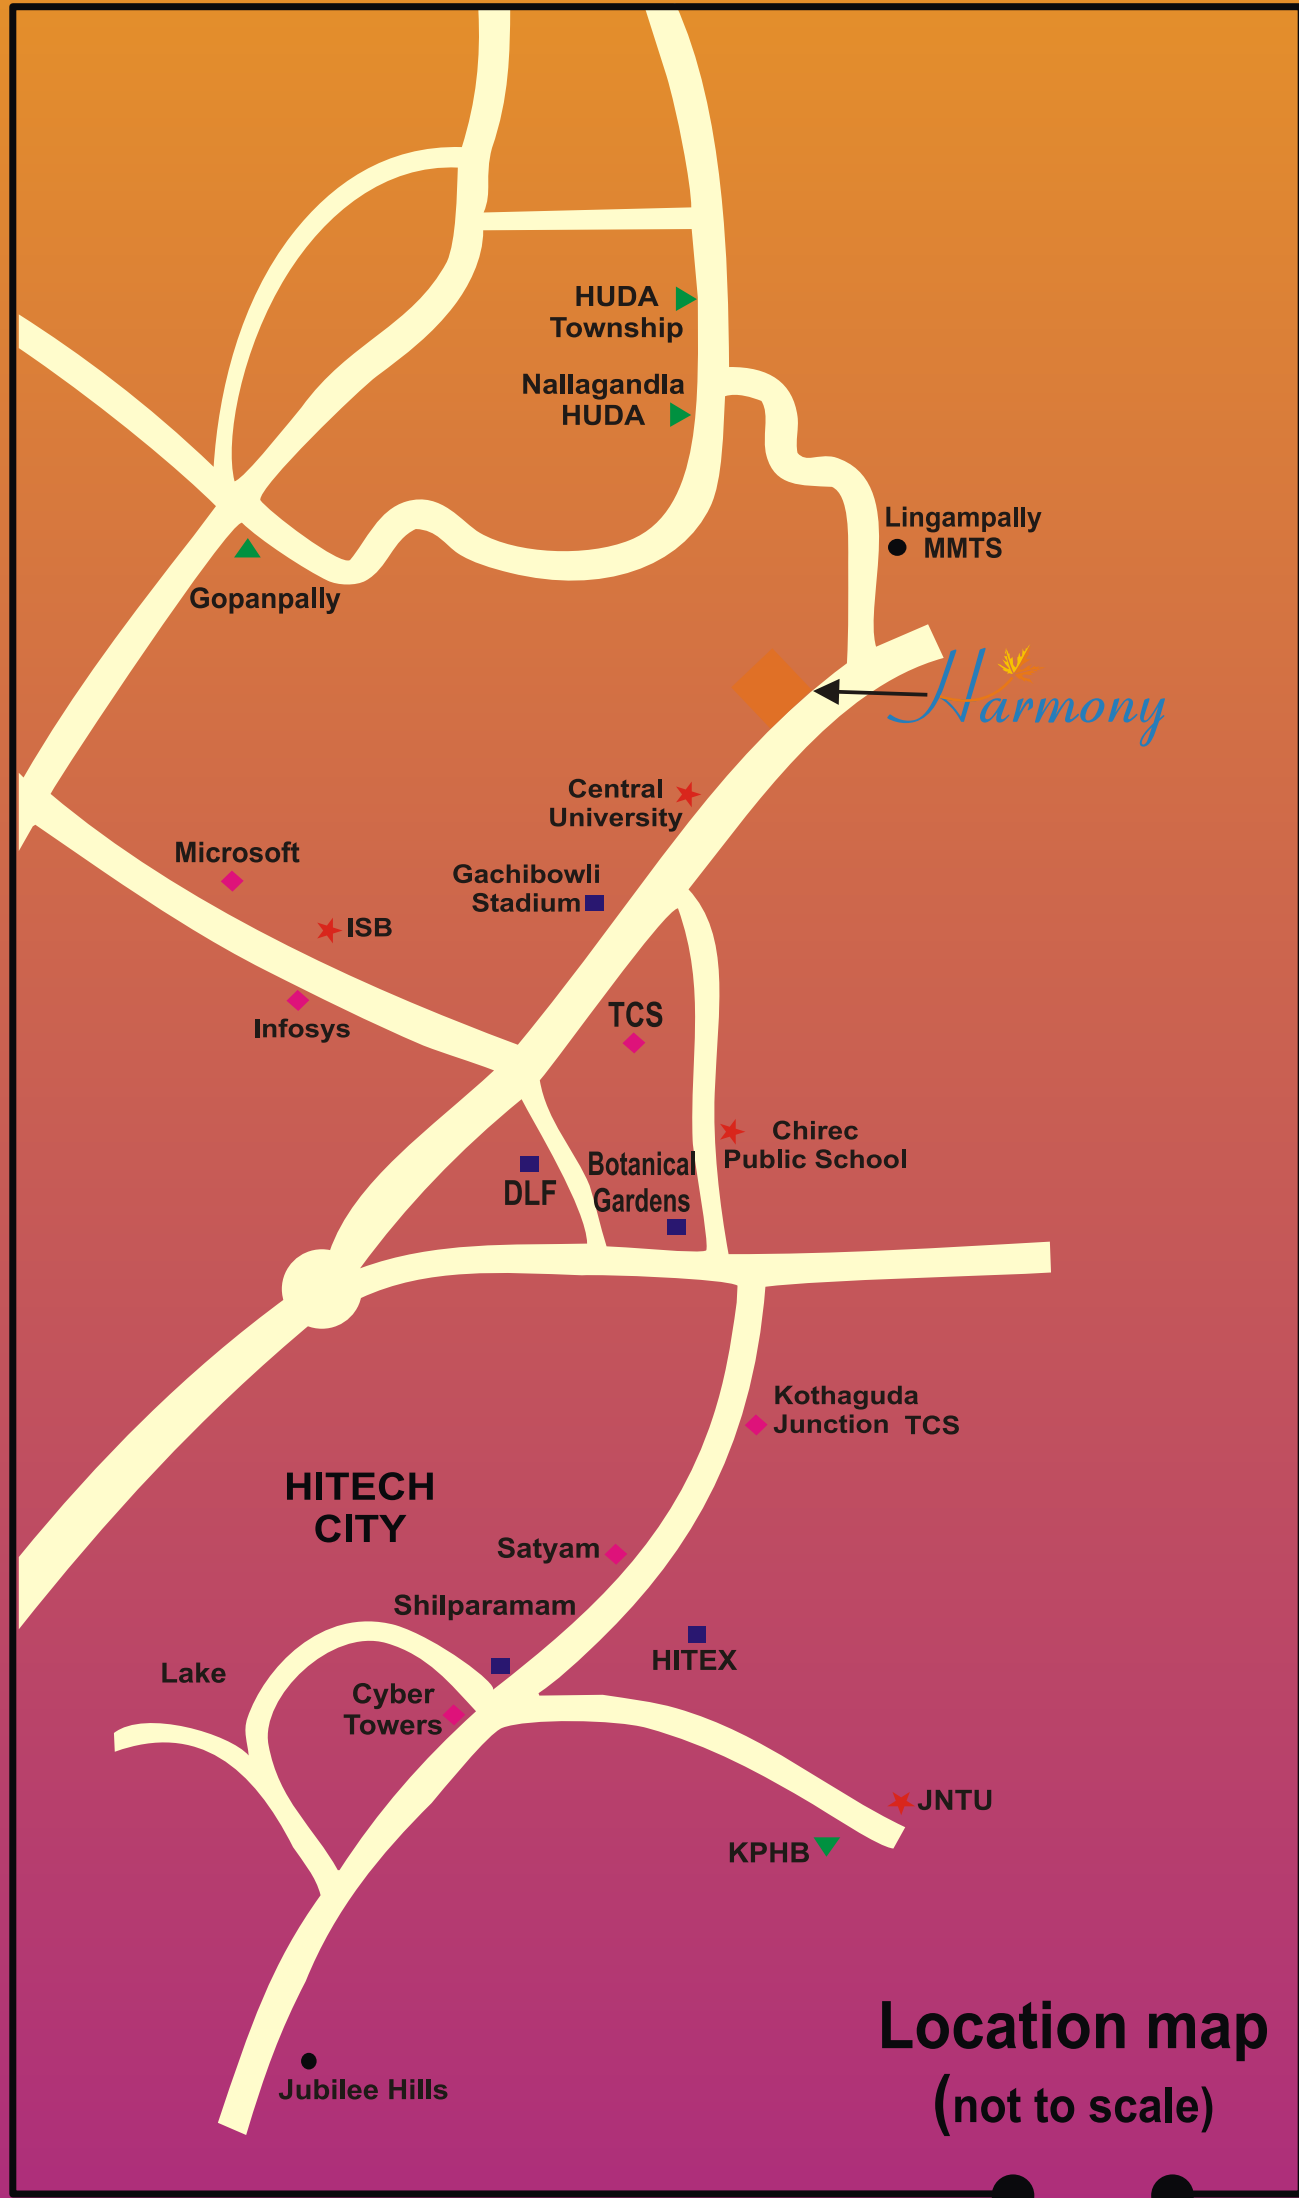 HUDA
Township
Nallagandla
HUDA
Lingampally
MMTS
Gopanpally
Harmony
Central
University
Microsoft
Gachibowli
Stadium
ISB
Infosys
TCS
Chirec
Public School
Botanical
Gardens
DLF
Kothaguda
Junction TCS
HITECH
CITY
Satyam
Shilparamam
HITEX
Lake
Cyber
Towers
JNTU
KPHB
Location map
(not to scale)
Jubilee Hills